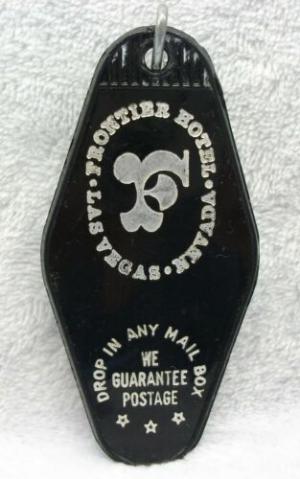 FRONTIER HOTEL • NEVADA • LAS VEGAS •
F
DROP IN ANY MAIL BOX
WE
GUARANTEE
POSTAGE